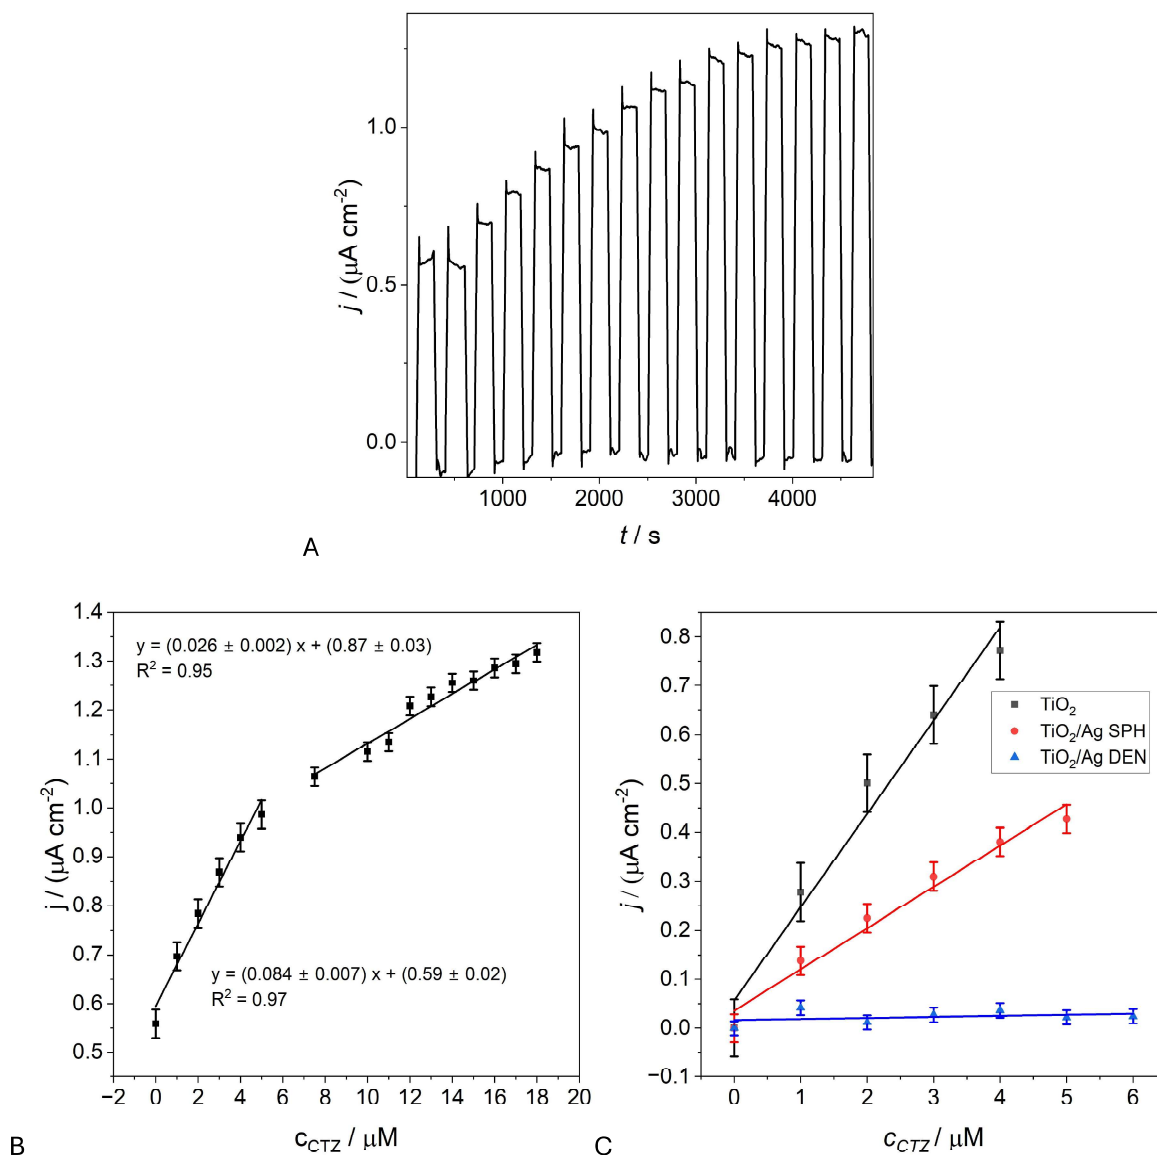 1.0
0.5
0.0
j / (μA cm⁻²)
1000 2000 3000 4000
t / s
A
1.4
1.3
1.2
1.1
1.0
0.9
0.8
0.7
0.6
0.5
j / (μA cm⁻²)
y = (0.026 ± 0.002) x + (0.87 ± 0.03)
R² = 0.95
y = (0.084 ± 0.007) x + (0.59 ± 0.02)
R² = 0.97
−2 0 2 4 6 8 10 12 14 16 18 20
c_CTZ / μM
B
0.8
0.7
0.6
0.5
0.4
0.3
0.2
0.1
0.0
−0.1
j / (μA cm⁻²)
TiO₂
TiO₂/Ag SPH
TiO₂/Ag DEN
0 1 2 3 4 5 6
c_CTZ / μM
C